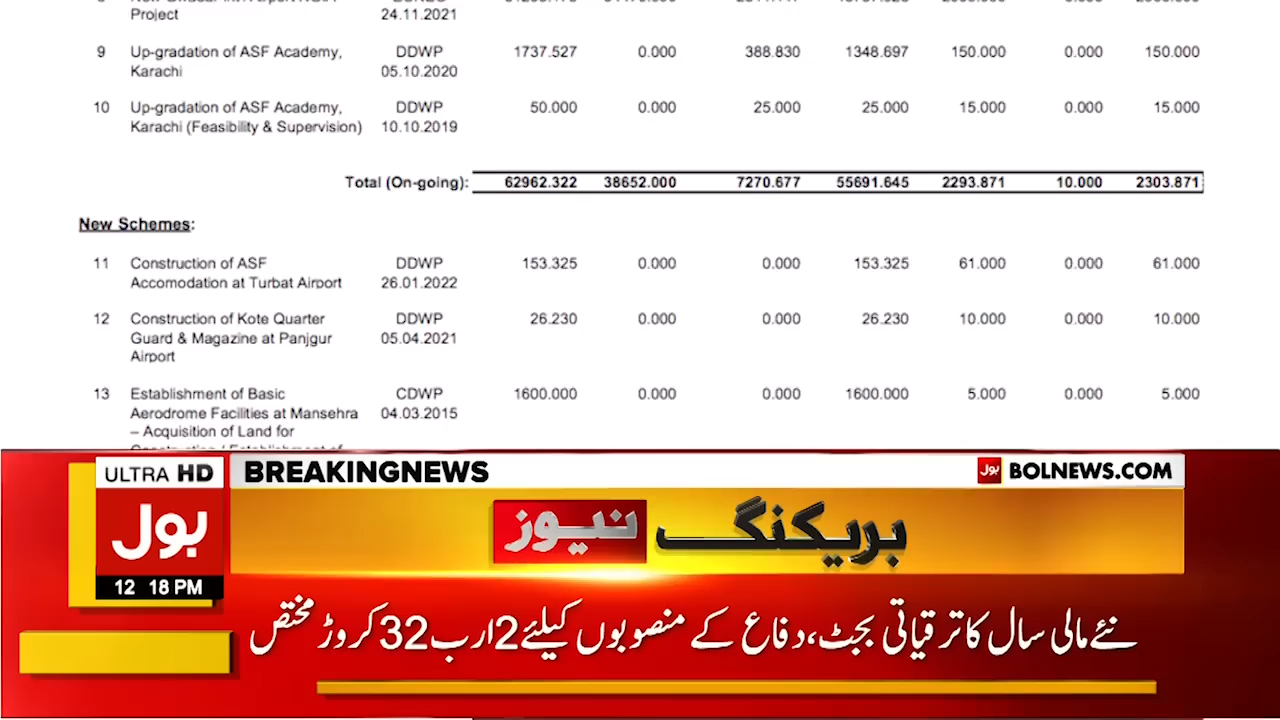 Project 24.11.2021
9 Up-gradation of ASF Academy, DDWP 1737.527 0.000 388.830 1348.697 150.000 0.000 150.000
Karachi 05.10.2020
10 Up-gradation of ASF Academy, DDWP 50.000 0.000 25.000 25.000 15.000 0.000 15.000
Karachi (Feasibility & Supervision) 10.10.2019
Total (On-going): 62962.322 38652.000 7270.677 55691.645 2293.871 10.000 2303.871
New Schemes:
11 Construction of ASF DDWP 153.325 0.000 0.000 153.325 61.000 0.000 61.000
Accomodation at Turbat Airport 26.01.2022
12 Construction of Kote Quarter DDWP 26.230 0.000 0.000 26.230 10.000 0.000 10.000
Guard & Magazine at Panjgur 05.04.2021
Airport
13 Establishment of Basic CDWP 1600.000 0.000 0.000 1600.000 5.000 0.000 5.000
Aerodrome Facilities at Mansehra 04.03.2015
– Acquisition of Land for
ULTRA HD BREAKINGNEWS بول BOLNEWS.COM
بول
بریکنگ نیوز
12 18 PM
نئے مالی سال کا ترقیاتی بجٹ، دفاع کے منصوبوں کیلئے 2 ارب 32 کروڑ مختص